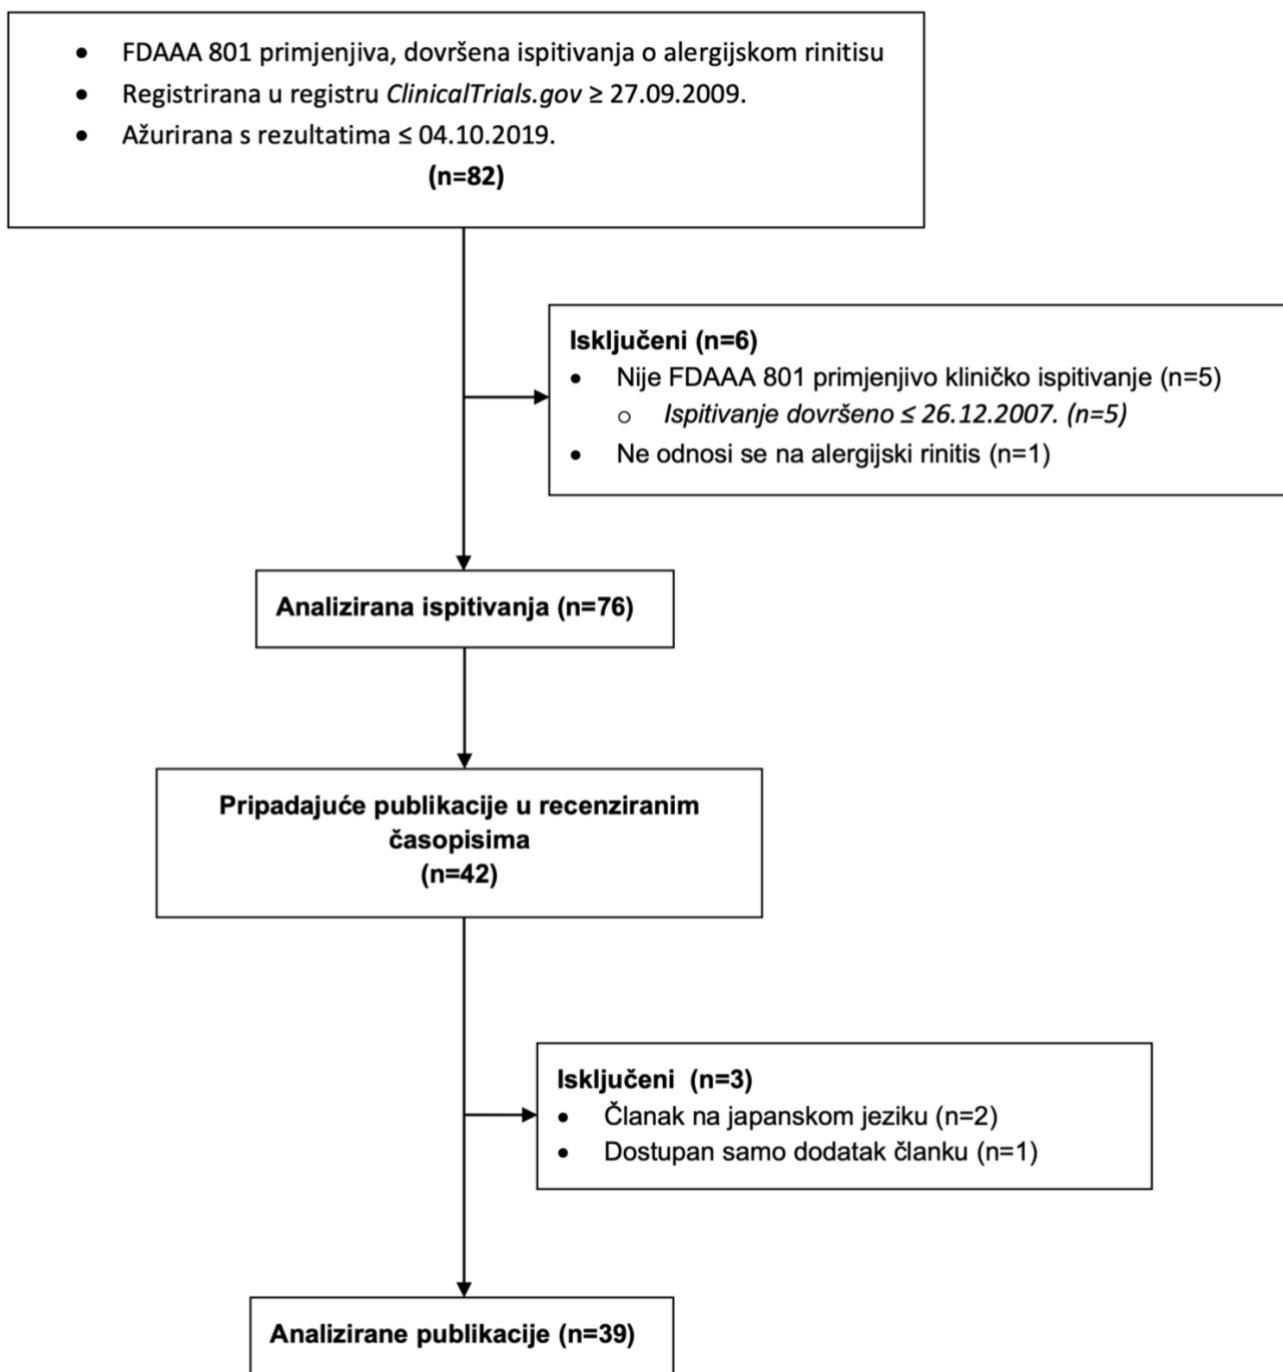 • FDAAA 801 primjenjiva, dovršena ispitivanja o alergijskom rinitisu
• Registrirana u registru ClinicalTrials.gov ≥ 27.09.2009.
• Ažurirana s rezultatima ≤ 04.10.2019.
(n=82)
Isključeni (n=6)
• Nije FDAAA 801 primjenjivo kliničko ispitivanje (n=5)
o Ispitivanje dovršeno ≤ 26.12.2007. (n=5)
• Ne odnosi se na alergijski rinitis (n=1)
Analizirana ispitivanja (n=76)
Pripadajuće publikacije u recenziranim
časopisima
(n=42)
Isključeni (n=3)
• Članak na japanskom jeziku (n=2)
• Dostupan samo dodatak članku (n=1)
Analizirane publikacije (n=39)